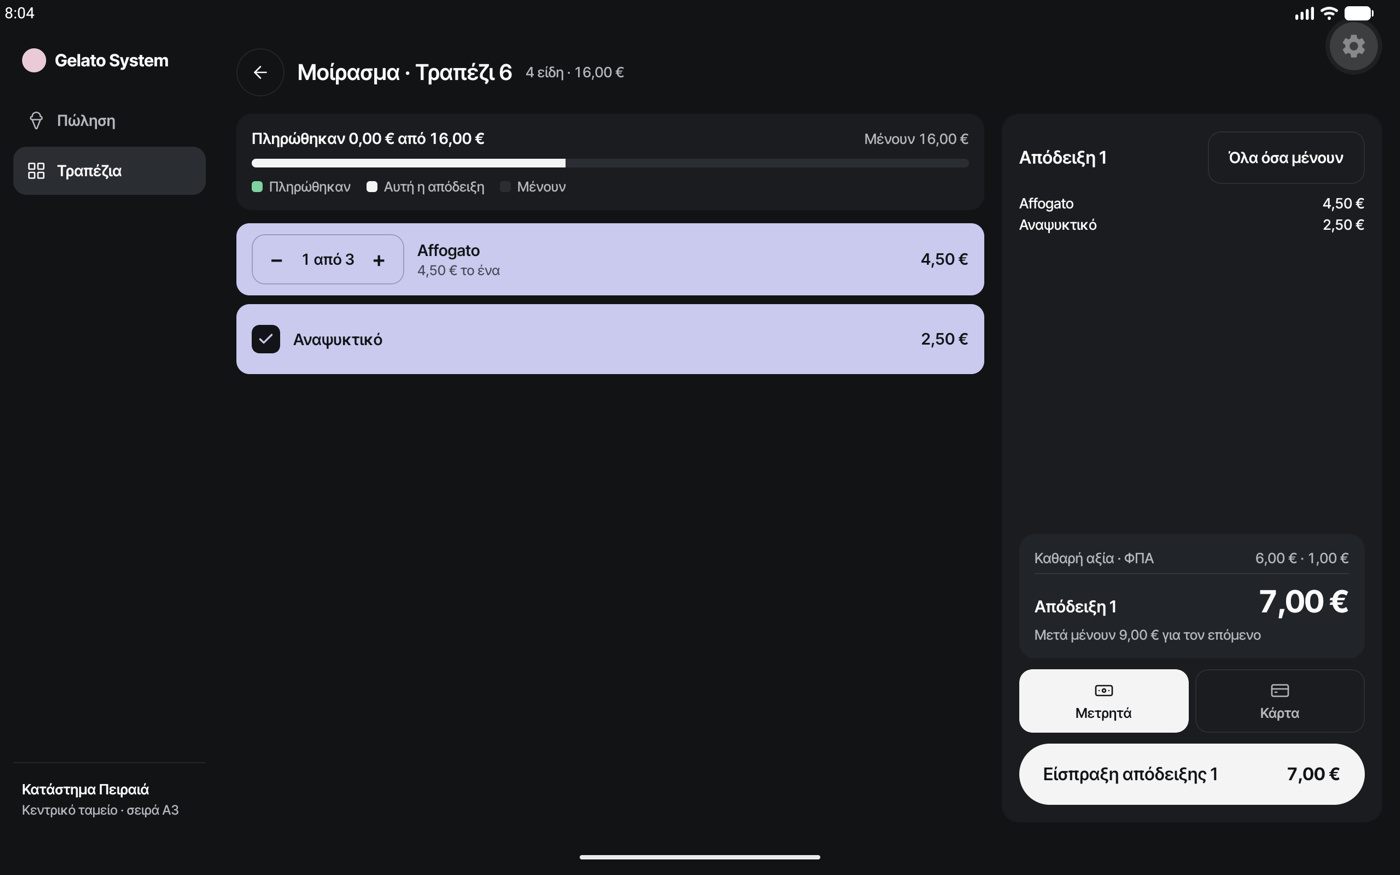 8:04
Gelato System
Πώληση
Τραπέζια
Κατάστημα Πειραιά
Κεντρικό ταμείο · σειρά Α3
Μοίρασμα · Τραπέζι 6 4 είδη · 16,00 €
Πληρώθηκαν 0,00 € από 16,00 € Μένουν 16,00 €
Πληρώθηκαν Αυτή η απόδειξη Μένουν
− 1 από 3 + Affogato 4,50 €
4,50 € το ένα
Αναψυκτικό 2,50 €
Απόδειξη 1 Όλα όσα μένουν
Affogato 4,50 €
Αναψυκτικό 2,50 €
Καθαρή αξία · ΦΠΑ 6,00 € · 1,00 €
Απόδειξη 1 7,00 €
Μετά μένουν 9,00 € για τον επόμενο
Μετρητά Κάρτα
Είσπραξη απόδειξης 1 7,00 €